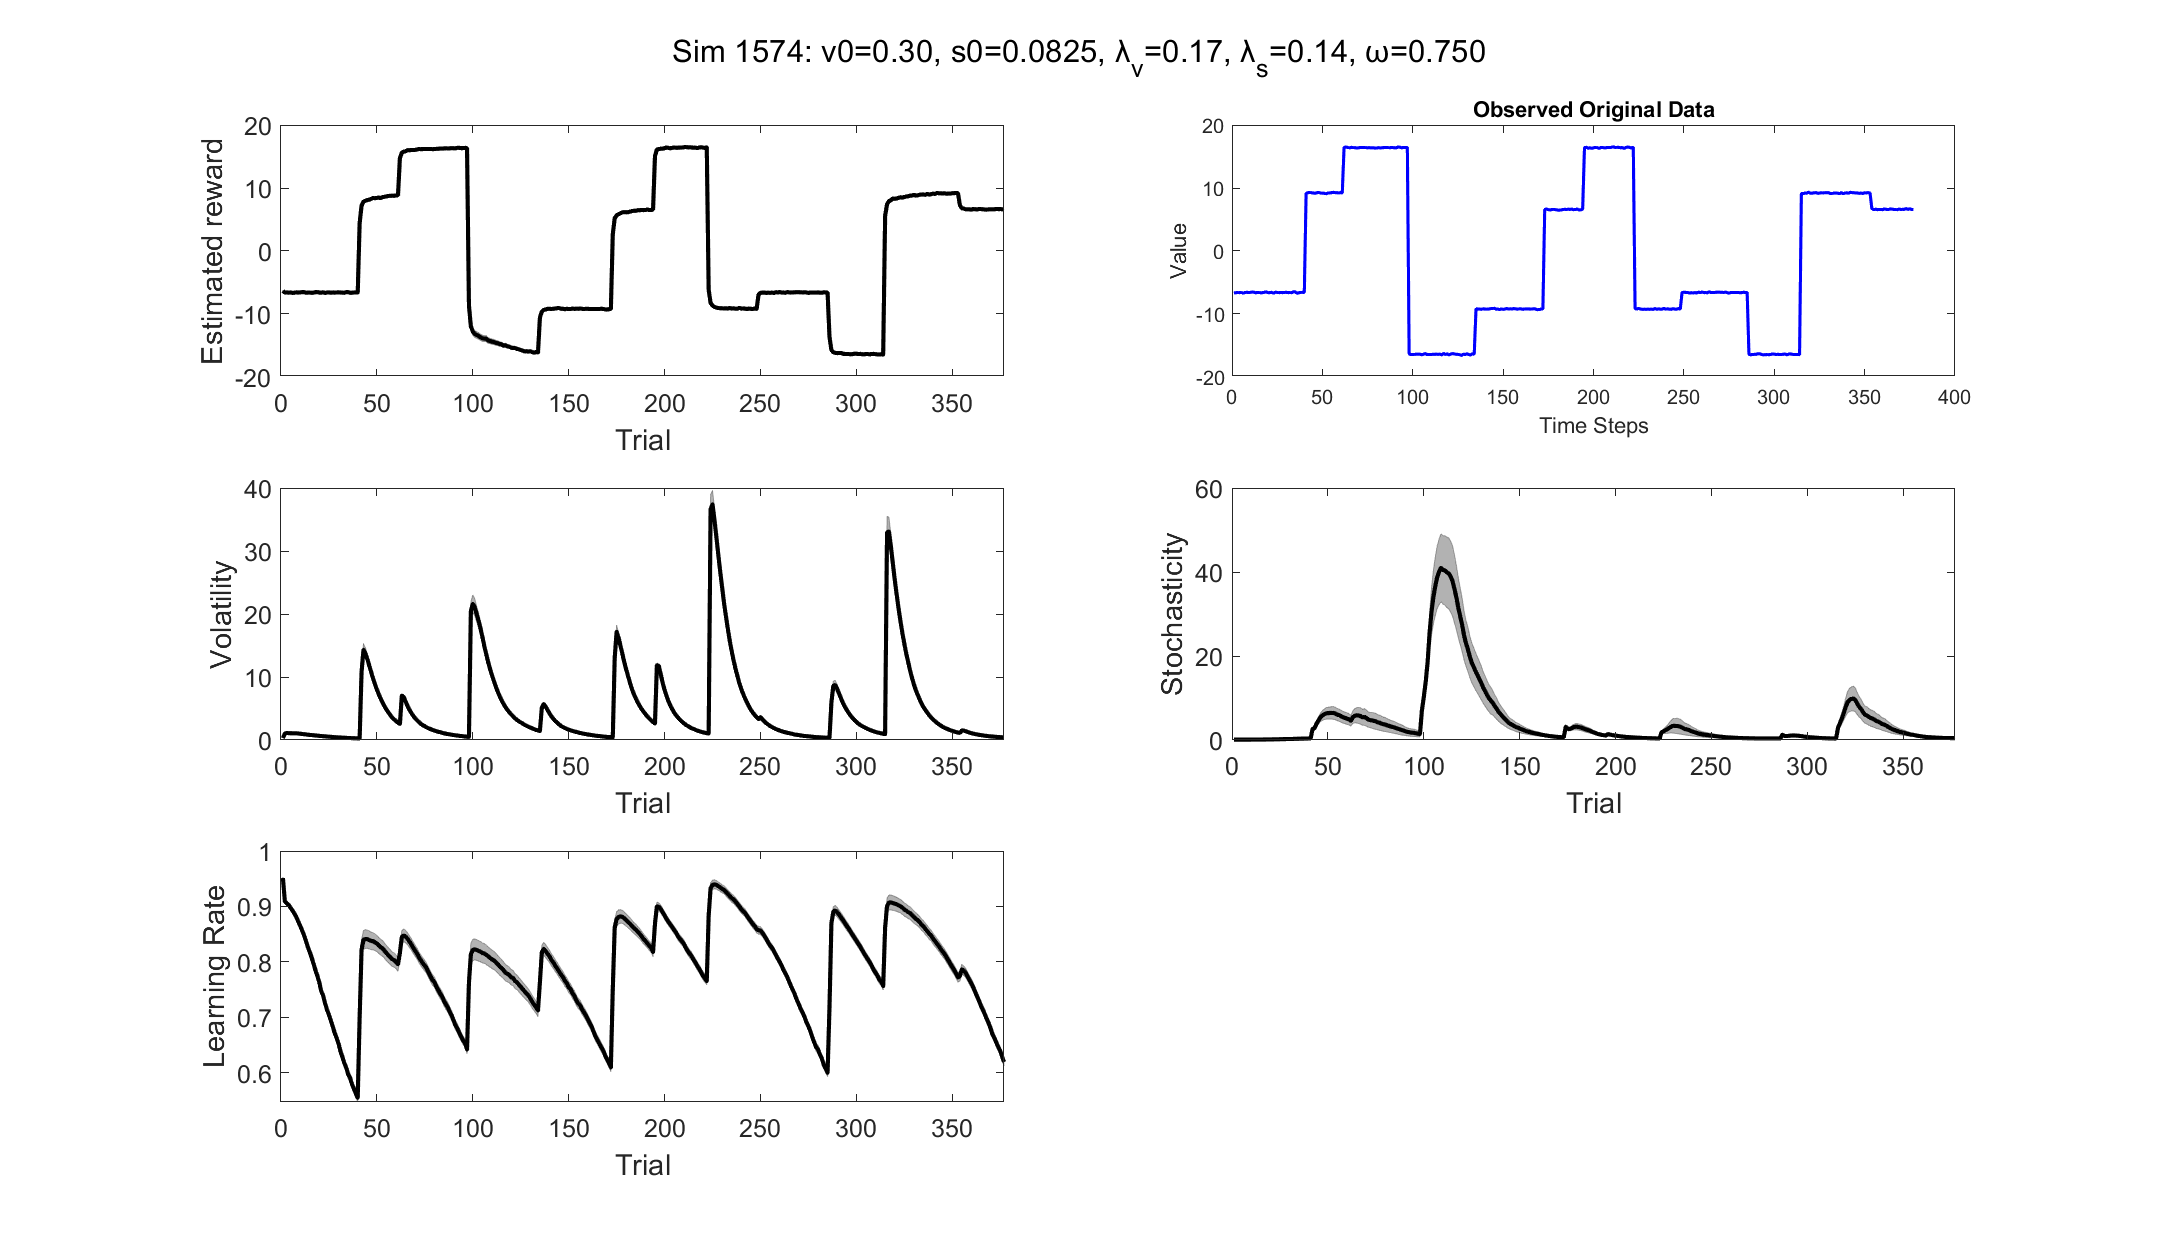 Sim 1574: v0=0.30, s0=0.0825, λ_v=0.17, λ_s=0.14, ω=0.750
20
10
0
-10
-20
Estimated reward
0 50 100 150 200 250 300 350
Trial
Observed Original Data
20
10
0
-10
-20
Value
0 50 100 150 200 250 300 350 400
Time Steps
40
30
20
10
0
Volatility
0 50 100 150 200 250 300 350
Trial
60
40
20
0
Stochasticity
0 50 100 150 200 250 300 350
Trial
1
0.9
0.8
0.7
0.6
Learning Rate
0 50 100 150 200 250 300 350
Trial